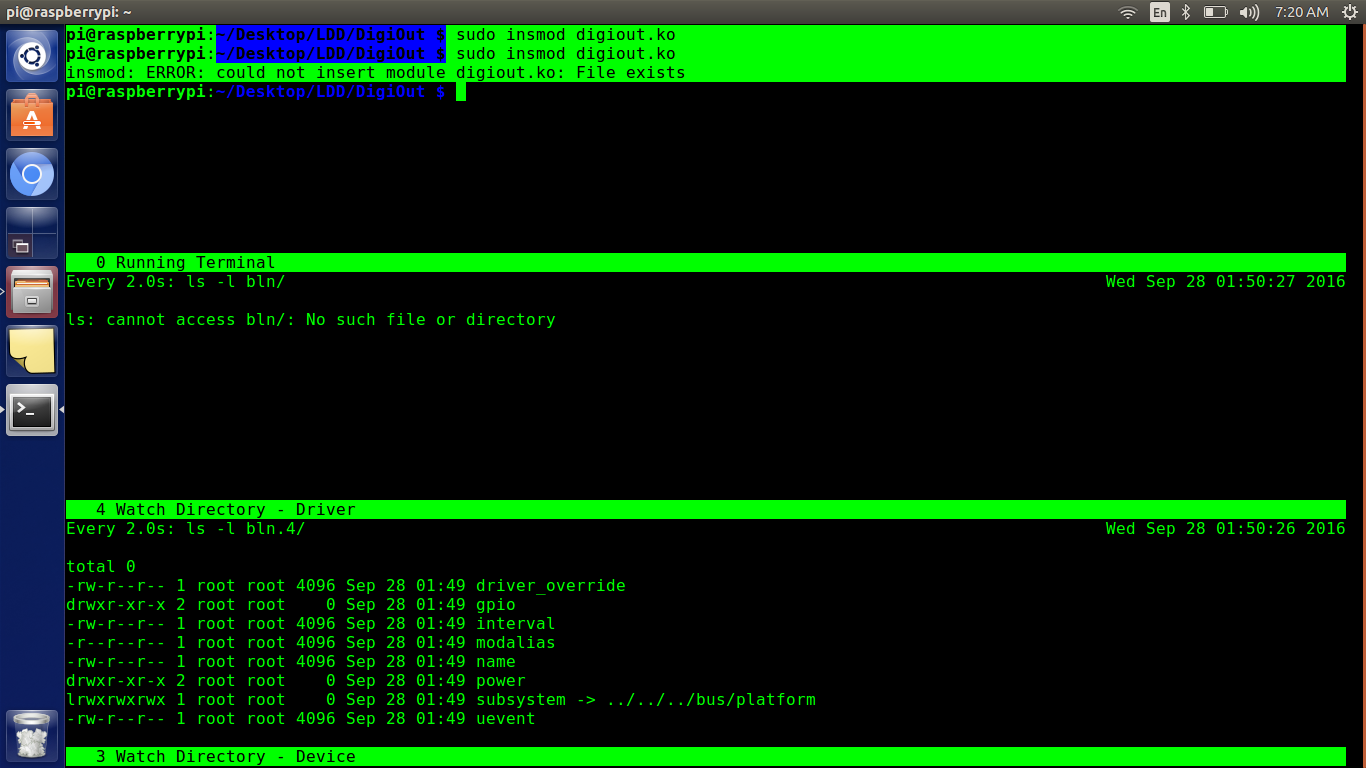 pi@raspberrypi: ~
En
7:20 AM
pi@raspberrypi:~/Desktop/LDD/DigiOut $ sudo insmod digiout.ko
pi@raspberrypi:~/Desktop/LDD/DigiOut $ sudo insmod digiout.ko
insmod: ERROR: could not insert module digiout.ko: File exists
pi@raspberrypi:~/Desktop/LDD/DigiOut $
0 Running Terminal
Every 2.0s: ls -l bln/ Wed Sep 28 01:50:27 2016
ls: cannot access bln/: No such file or directory
4 Watch Directory - Driver
Every 2.0s: ls -l bln.4/ Wed Sep 28 01:50:26 2016
total 0
-rw-r--r-- 1 root root 4096 Sep 28 01:49 driver_override
drwxr-xr-x 2 root root    0 Sep 28 01:49 gpio
-rw-r--r-- 1 root root 4096 Sep 28 01:49 interval
-r--r--r-- 1 root root 4096 Sep 28 01:49 modalias
-rw-r--r-- 1 root root 4096 Sep 28 01:49 name
drwxr-xr-x 2 root root    0 Sep 28 01:49 power
lrwxrwxrwx 1 root root    0 Sep 28 01:49 subsystem -> ../../../bus/platform
-rw-r--r-- 1 root root 4096 Sep 28 01:49 uevent
3 Watch Directory - Device